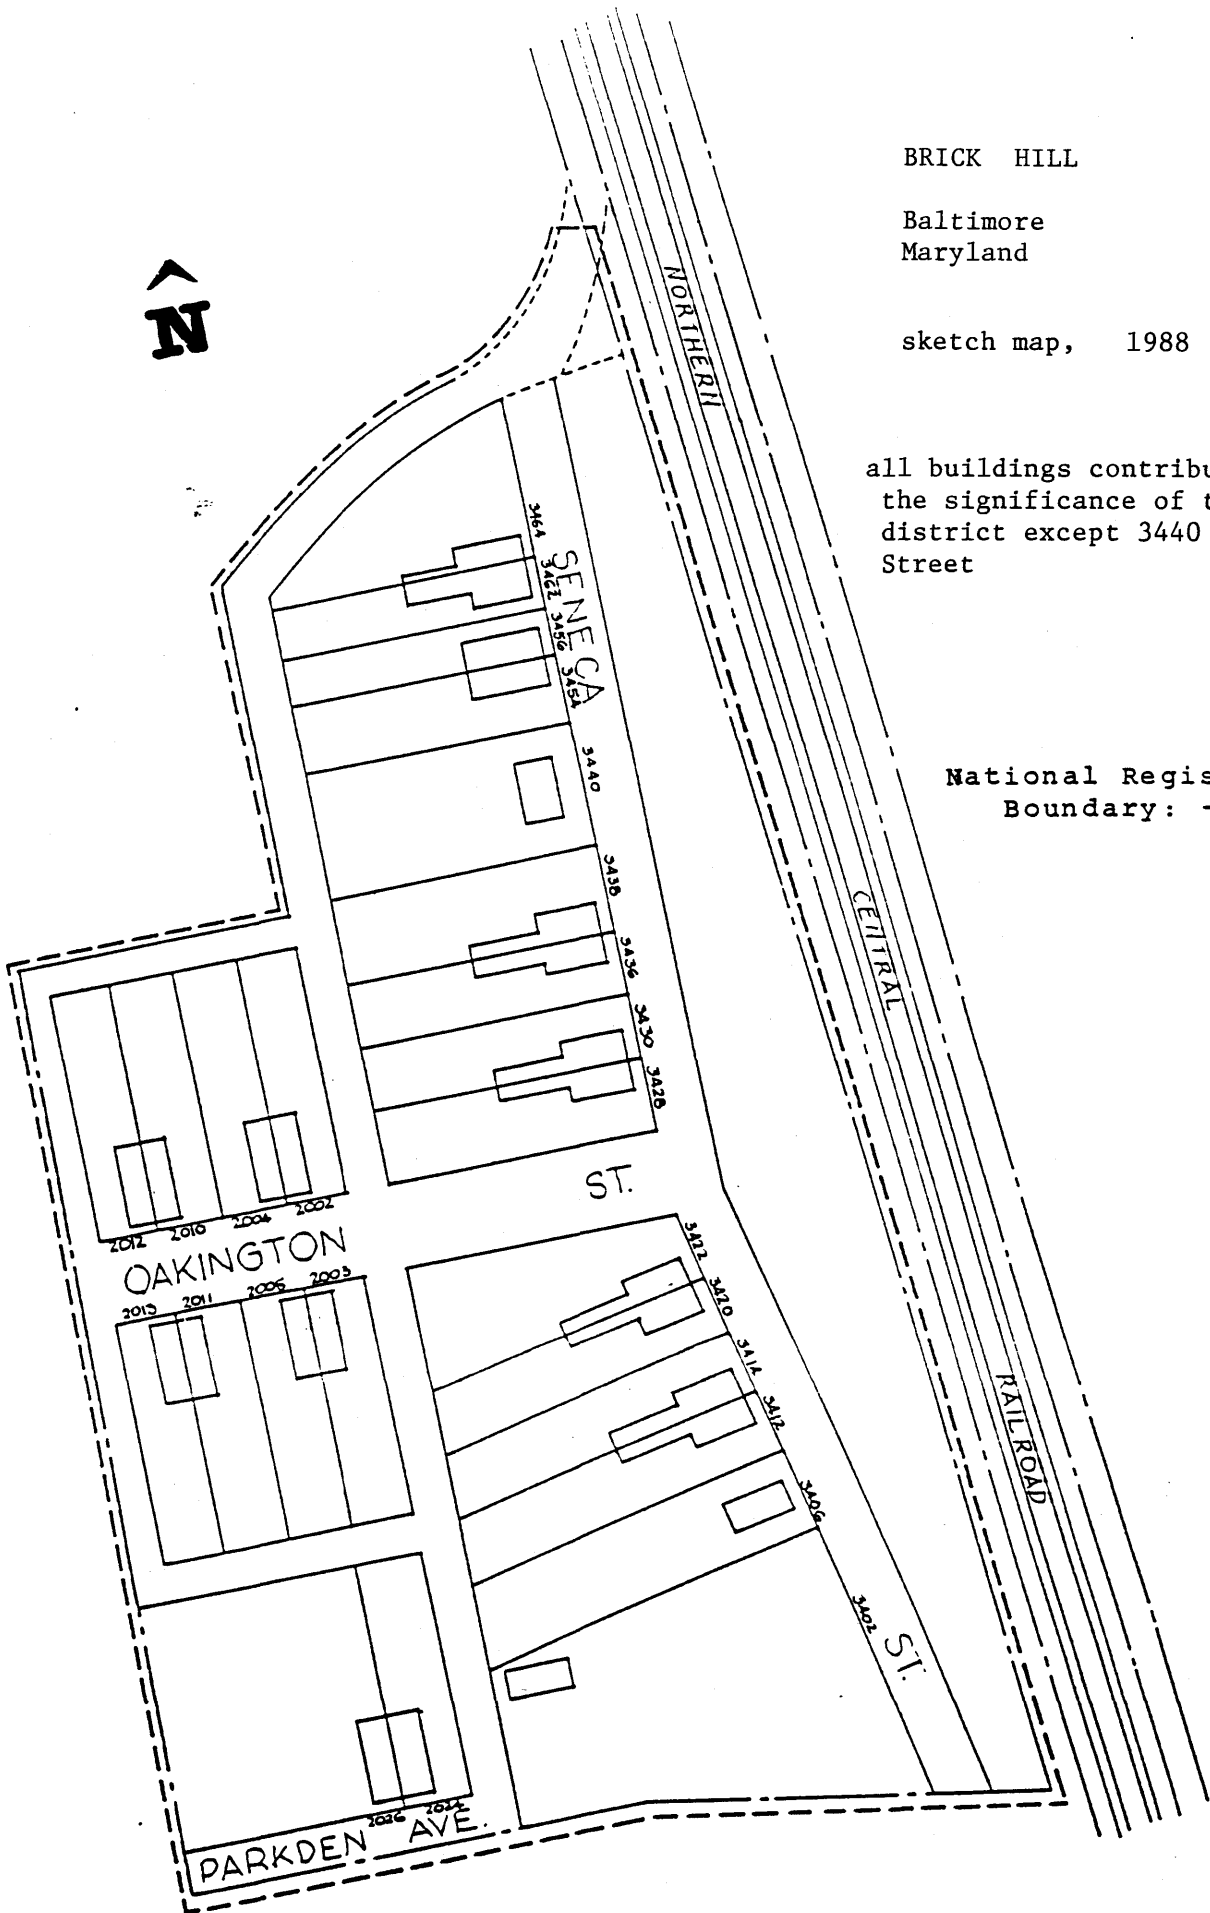 BRICK HILL
Baltimore
Maryland
N
sketch map, 1988
NORTHERN
all buildings contribu
the significance of t
district except 3440
Street
3464
3462
SENECA
3456
3454
3440
National Regis
Boundary: -
3438
CENTRAL
3436
3430
3428
ST.
2012
2010
2004
2002
OAKINGTON
3422
3420
2013
2011
2005
2003
3414
3412
RAILROAD
3406
3402
ST.
2026
2024
PARKDEN AVE.